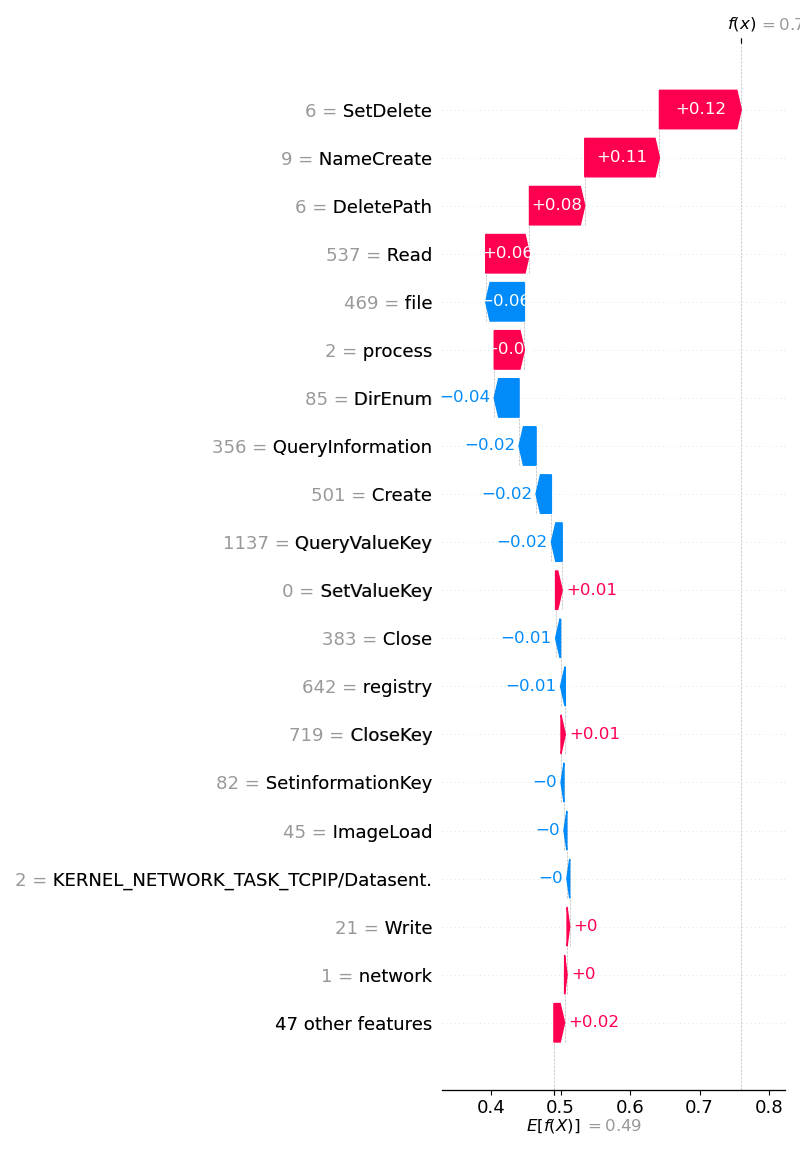 f(x) = 0.7
6 = SetDelete +0.12
9 = NameCreate +0.11
6 = DeletePath +0.08
537 = Read +0.06
469 = file −0.06
2 = process
85 = DirEnum −0.04
356 = QueryInformation −0.02
501 = Create −0.02
1137 = QueryValueKey −0.02
0 = SetValueKey +0.01
383 = Close −0.01
642 = registry −0.01
719 = CloseKey +0.01
82 = SetinformationKey −0
45 = ImageLoad −0
2 = KERNEL_NETWORK_TASK_TCPIP/Datasent. −0
21 = Write +0
1 = network +0
47 other features +0.02
0.4 0.5 0.6 0.7 0.8
E[f(X)] = 0.49